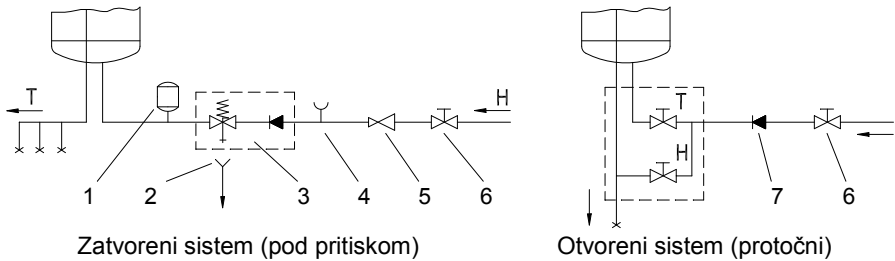 T
H
T
H
1 2 3 4 5 6 7 6
Zatvoreni sistem (pod pritiskom) Otvoreni sistem (protočni)